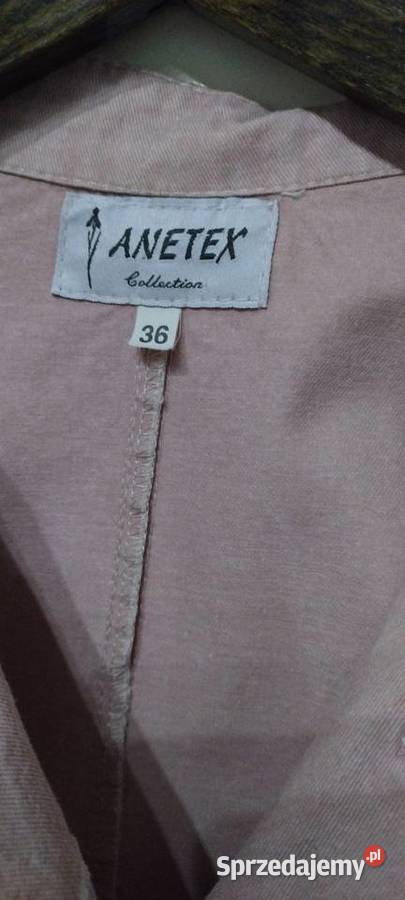 ANETEX
Collection
36
Sprzedajemy.pl